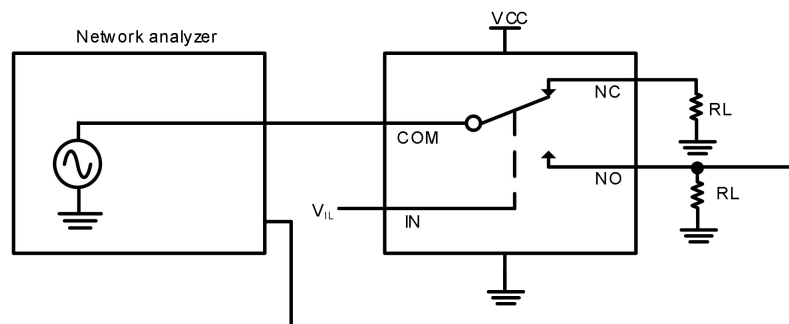 VCC
Network analyzer
NC
RL
COM
NO
RL
VIL
IN